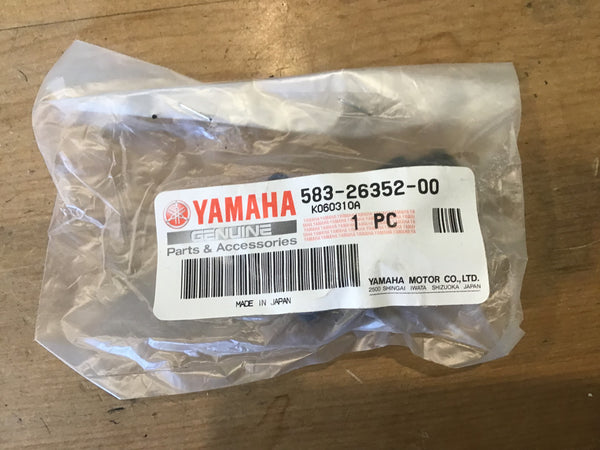 YAMAHA 583-26352-00
K060310A
GENUINE
1 PC
Parts & Accessories
YAMAHA MOTOR CO.,LTD.
2500 SHINGAI IWATA SHIZUOKA JAPAN
MADE IN JAPAN